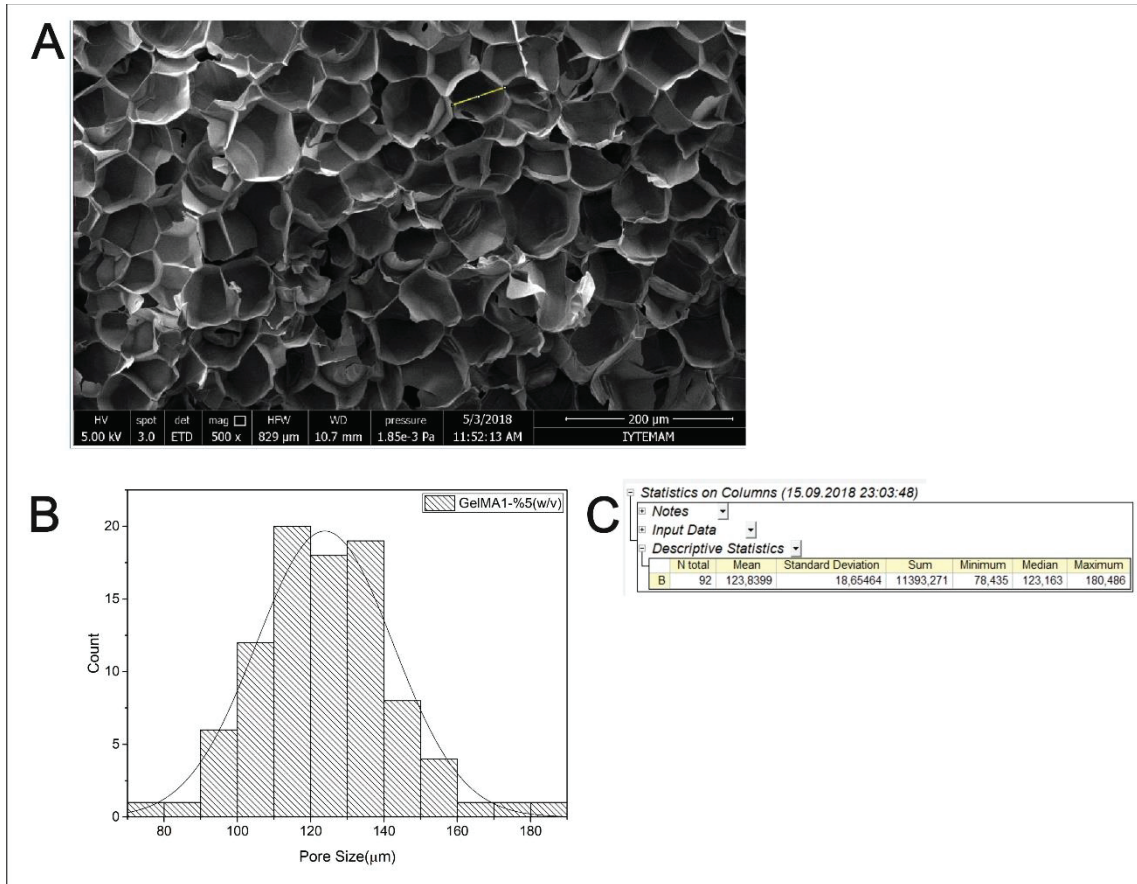 A
HV spot det mag HFW WD pressure 5/3/2018 200 µm
5.00 kV 3.0 ETD 500 x 829 µm 10.7 mm 1.85e-3 Pa 11:52:13 AM IYTEMAM
B
GelMA1-%5(w/v)
20
15
10
5
0
Count
80 100 120 140 160 180
Pore Size(µm)
C
Statistics on Columns (15.09.2018 23:03:48)
Notes
Input Data
Descriptive Statistics
N total Mean Standard Deviation Sum Minimum Median Maximum
B 92 123,8399 18,65464 11393,271 78,435 123,163 180,486